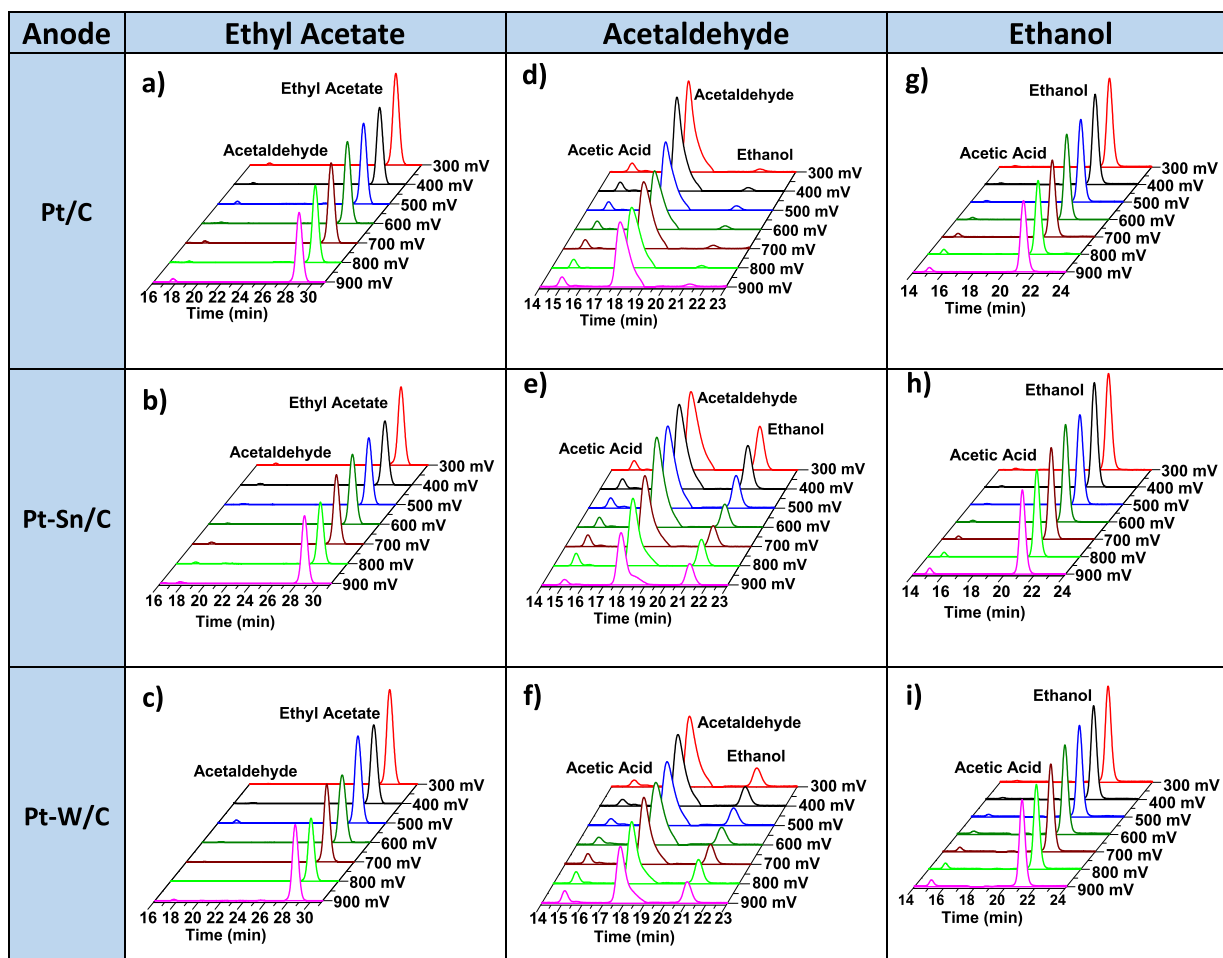 Anode Ethyl Acetate Acetaldehyde Ethanol
Pt/C
a)
Ethyl Acetate
Acetaldehyde
300 mV
400 mV
500 mV
600 mV
700 mV
800 mV
900 mV
16 18 20 22 24 26 28 30
Time (min)
d)
Acetaldehyde
Acetic Acid
Ethanol
300 mV
400 mV
500 mV
600 mV
700 mV
800 mV
900 mV
14 15 16 17 18 19 20 21 22 23
Time (min)
g)
Ethanol
Acetic Acid
300 mV
400 mV
500 mV
600 mV
700 mV
800 mV
900 mV
14 16 18 20 22 24
Time (min)
Pt-Sn/C
b)
Ethyl Acetate
Acetaldehyde
300 mV
400 mV
500 mV
600 mV
700 mV
800 mV
900 mV
16 18 20 22 24 26 28 30
Time (min)
e)
Acetaldehyde
Ethanol
Acetic Acid
300 mV
400 mV
500 mV
600 mV
700 mV
800 mV
900 mV
14 15 16 17 18 19 20 21 22 23
Time (min)
h)
Ethanol
Acetic Acid
300 mV
400 mV
500 mV
600 mV
700 mV
800 mV
900 mV
14 16 18 20 22 24
Time (min)
Pt-W/C
c)
Ethyl Acetate
Acetaldehyde
300 mV
400 mV
500 mV
600 mV
700 mV
800 mV
900 mV
16 18 20 22 24 26 28 30
Time (min)
f)
Acetaldehyde
Ethanol
Acetic Acid
300 mV
400 mV
500 mV
600 mV
700 mV
800 mV
900 mV
14 15 16 17 18 19 20 21 22 23
Time (min)
i)
Ethanol
Acetic Acid
300 mV
400 mV
500 mV
600 mV
700 mV
800 mV
900 mV
14 16 18 20 22 24
Time (min)